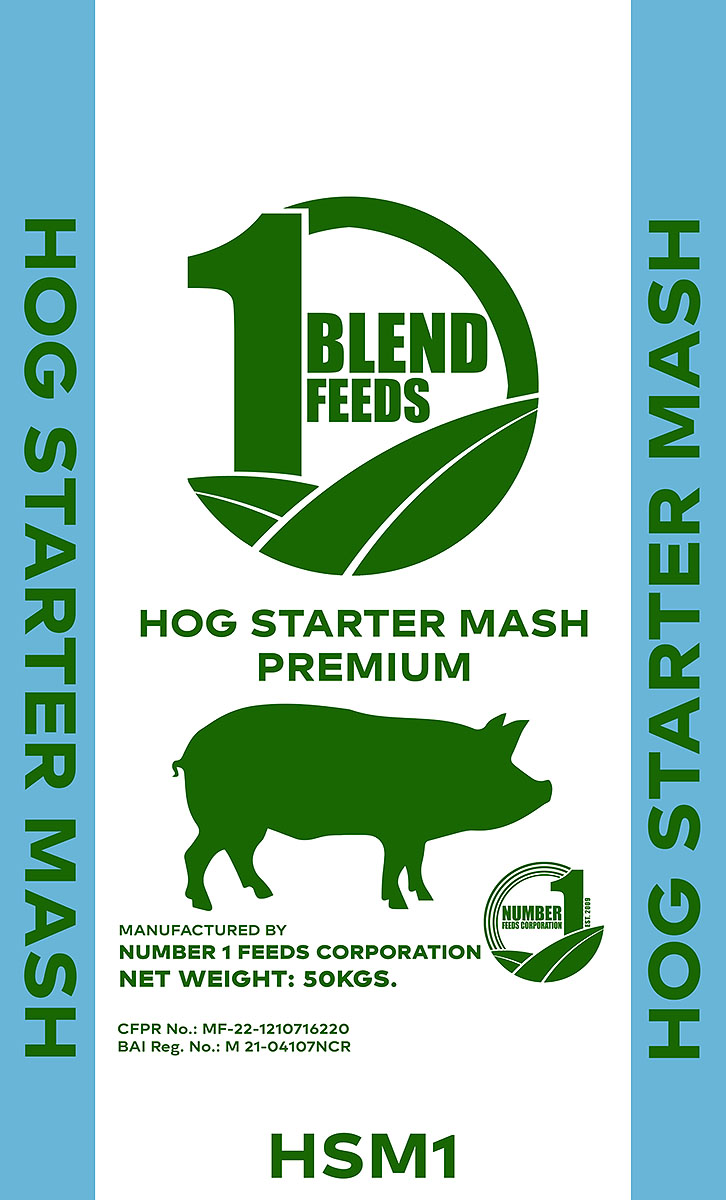 HOG STARTER MASH
1 BLEND
FEEDS
HOG STARTER MASH
PREMIUM
MANUFACTURED BY
NUMBER 1 FEEDS CORPORATION
NET WEIGHT: 50KGS.
NUMBER 1
FEEDS CORPORATION
EST. 2009
CFPR No.: MF-22-1210716220
BAI Reg. No.: M 21-04107NCR
HSM1
HOG STARTER MASH